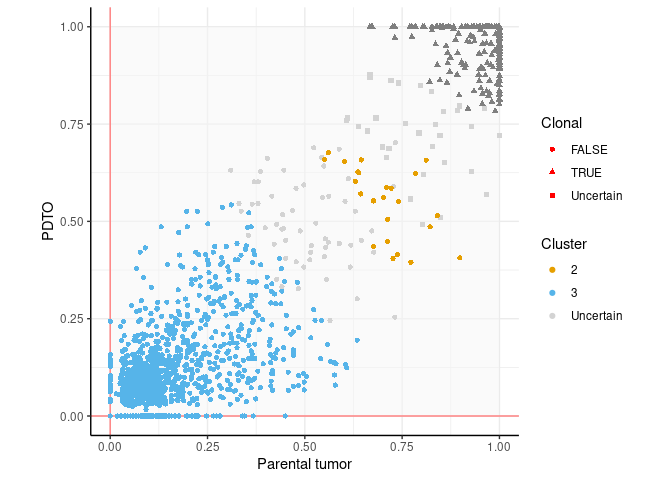 1.00
0.75
0.50
0.25
0.00
PDTO
0.00 0.25 0.50 0.75 1.00
Parental tumor
Clonal
FALSE
TRUE
Uncertain
Cluster
2
3
Uncertain